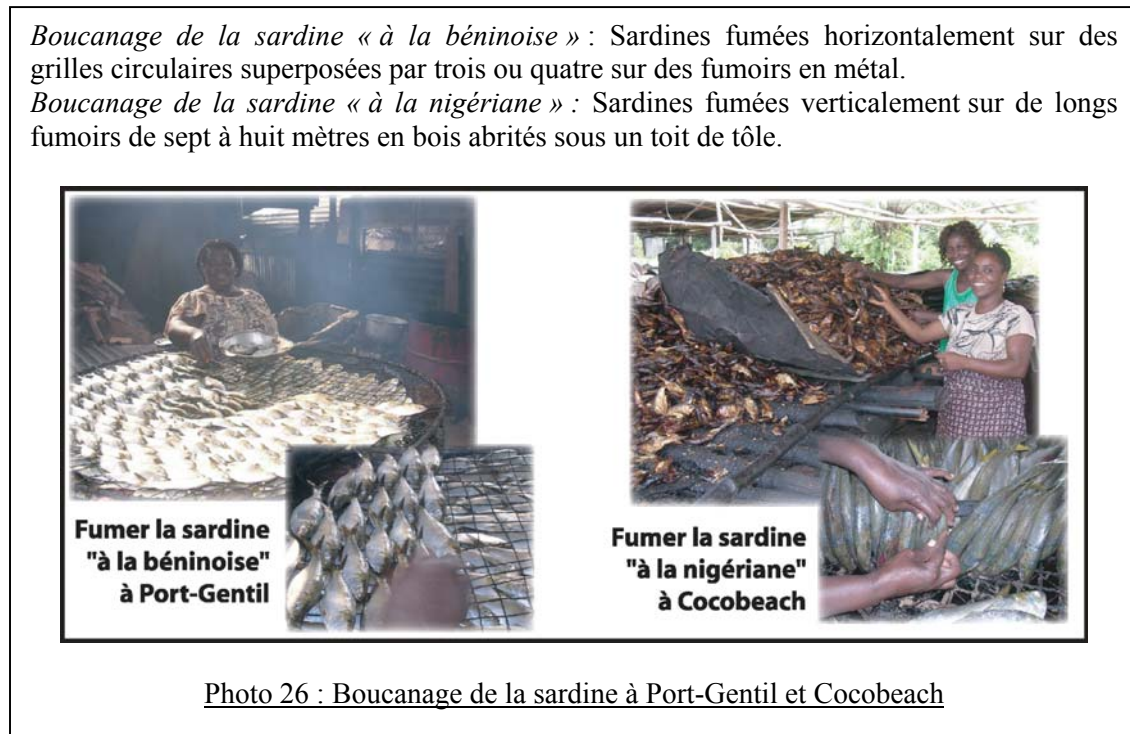 Boucanage de la sardine « à la béninoise » : Sardines fumées horizontalement sur des
grilles circulaires superposées par trois ou quatre sur des fumoirs en métal.
Boucanage de la sardine « à la nigériane » : Sardines fumées verticalement sur de longs
fumoirs de sept à huit mètres en bois abrités sous un toit de tôle.
Fumer la sardine
"à la béninoise"
à Port-Gentil
Fumer la sardine
"à la nigériane"
à Cocobeach
Photo 26 : Boucanage de la sardine à Port-Gentil et Cocobeach